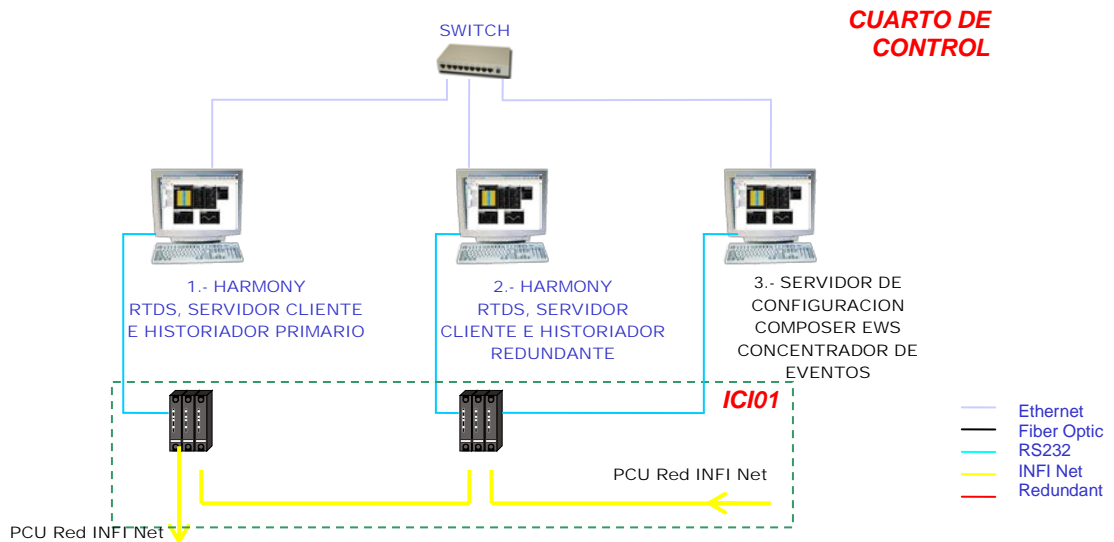 CUARTO DE
CONTROL
SWITCH
1.- HARMONY
RTDS, SERVIDOR CLIENTE
E HISTORIADOR PRIMARIO
2.- HARMONY
RTDS, SERVIDOR
CLIENTE E HISTORIADOR
REDUNDANTE
3.- SERVIDOR DE
CONFIGURACION
COMPOSER EWS
CONCENTRADOR DE
EVENTOS
ICI01
PCU Red INFI Net
PCU Red INFI Net
Ethernet
Fiber Optic
RS232
INFI Net
Redundant